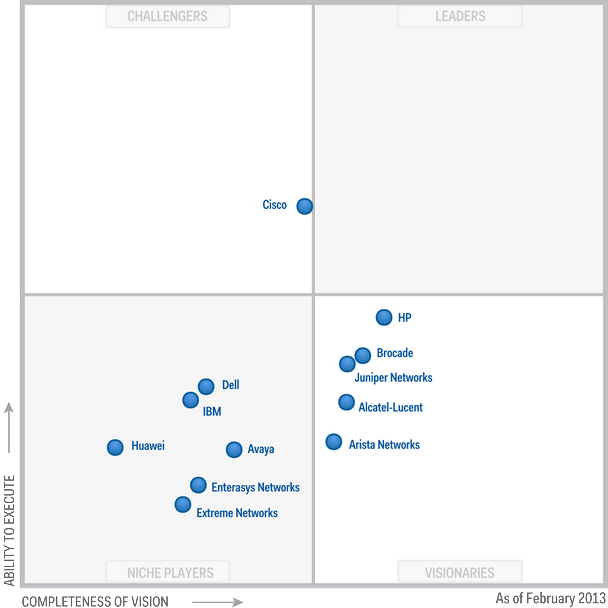 CHALLENGERS
LEADERS
Cisco
HP
Brocade
Juniper Networks
Dell
IBM
Alcatel-Lucent
Huawei
Avaya
Arista Networks
Enterasys Networks
Extreme Networks
NICHE PLAYERS
VISIONARIES
ABILITY TO EXECUTE
COMPLETENESS OF VISION
As of February 2013